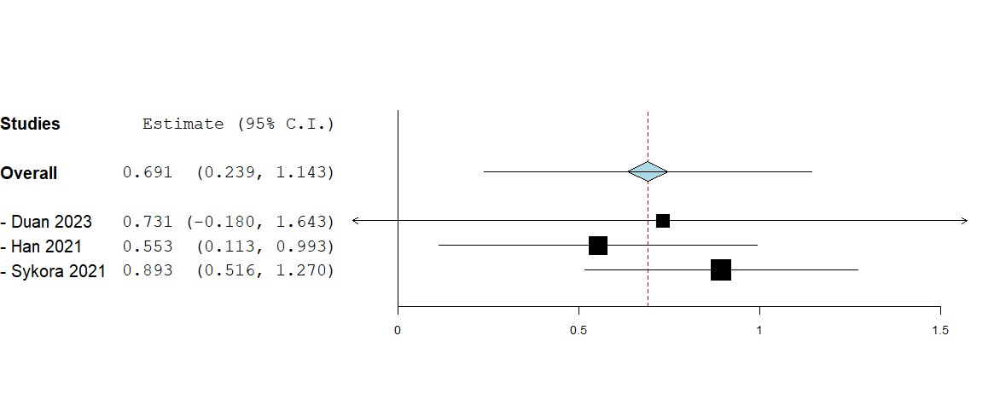 Studies Estimate (95% C.I.)
Overall 0.691 (0.239, 1.143)
- Duan 2023 0.731 (-0.180, 1.643)
- Han 2021 0.553 (0.113, 0.993)
- Sykora 2021 0.893 (0.516, 1.270)
0 0.5 1 1.5